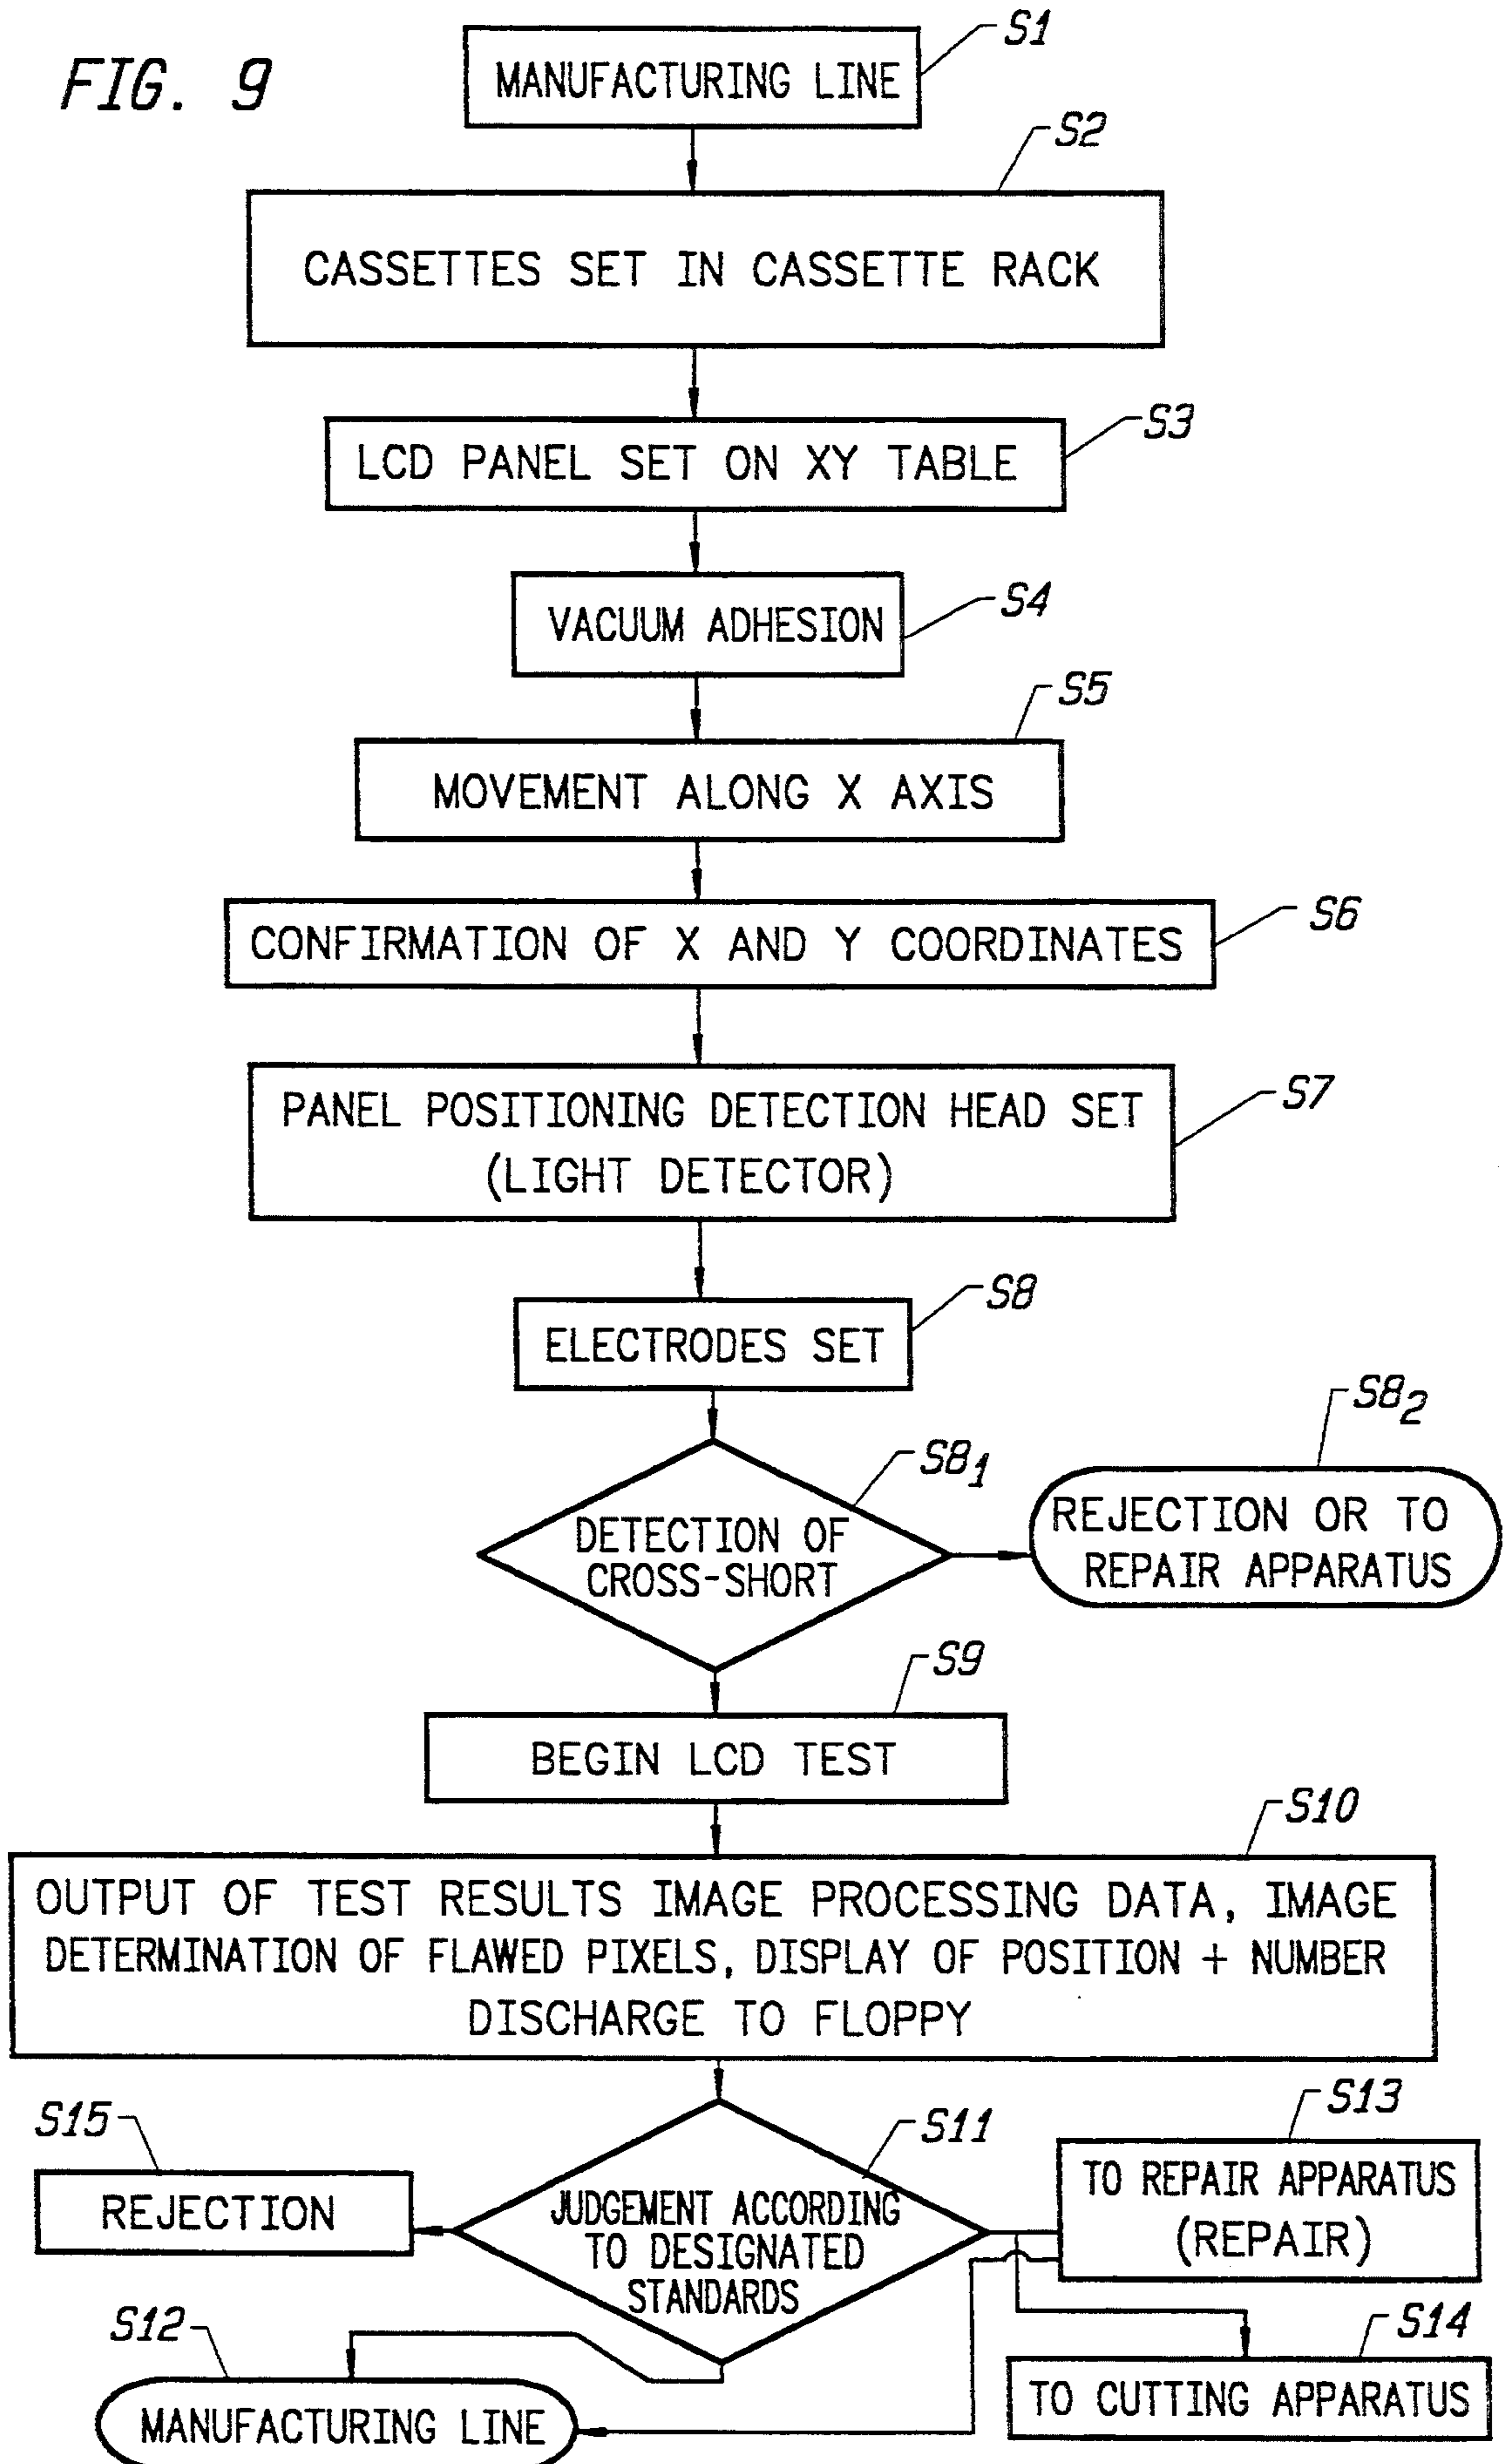 FIG. 9
S1
MANUFACTURING LINE
S2
CASSETTES SET IN CASSETTE RACK
S3
LCD PANEL SET ON XY TABLE
S4
VACUUM ADHESION
S5
MOVEMENT ALONG X AXIS
S6
CONFIRMATION OF X AND Y COORDINATES
S7
PANEL POSITIONING DETECTION HEAD SET
(LIGHT DETECTOR)
S8
ELECTRODES SET
S8₁
DETECTION OF
CROSS-SHORT
S8₂
REJECTION OR TO
REPAIR APPARATUS
S9
BEGIN LCD TEST
S10
OUTPUT OF TEST RESULTS IMAGE PROCESSING DATA, IMAGE
DETERMINATION OF FLAWED PIXELS, DISPLAY OF POSITION + NUMBER
DISCHARGE TO FLOPPY
S11
JUDGEMENT ACCORDING
TO DESIGNATED
STANDARDS
S15
REJECTION
S13
TO REPAIR APPARATUS
(REPAIR)
S12
MANUFACTURING LINE
S14
TO CUTTING APPARATUS